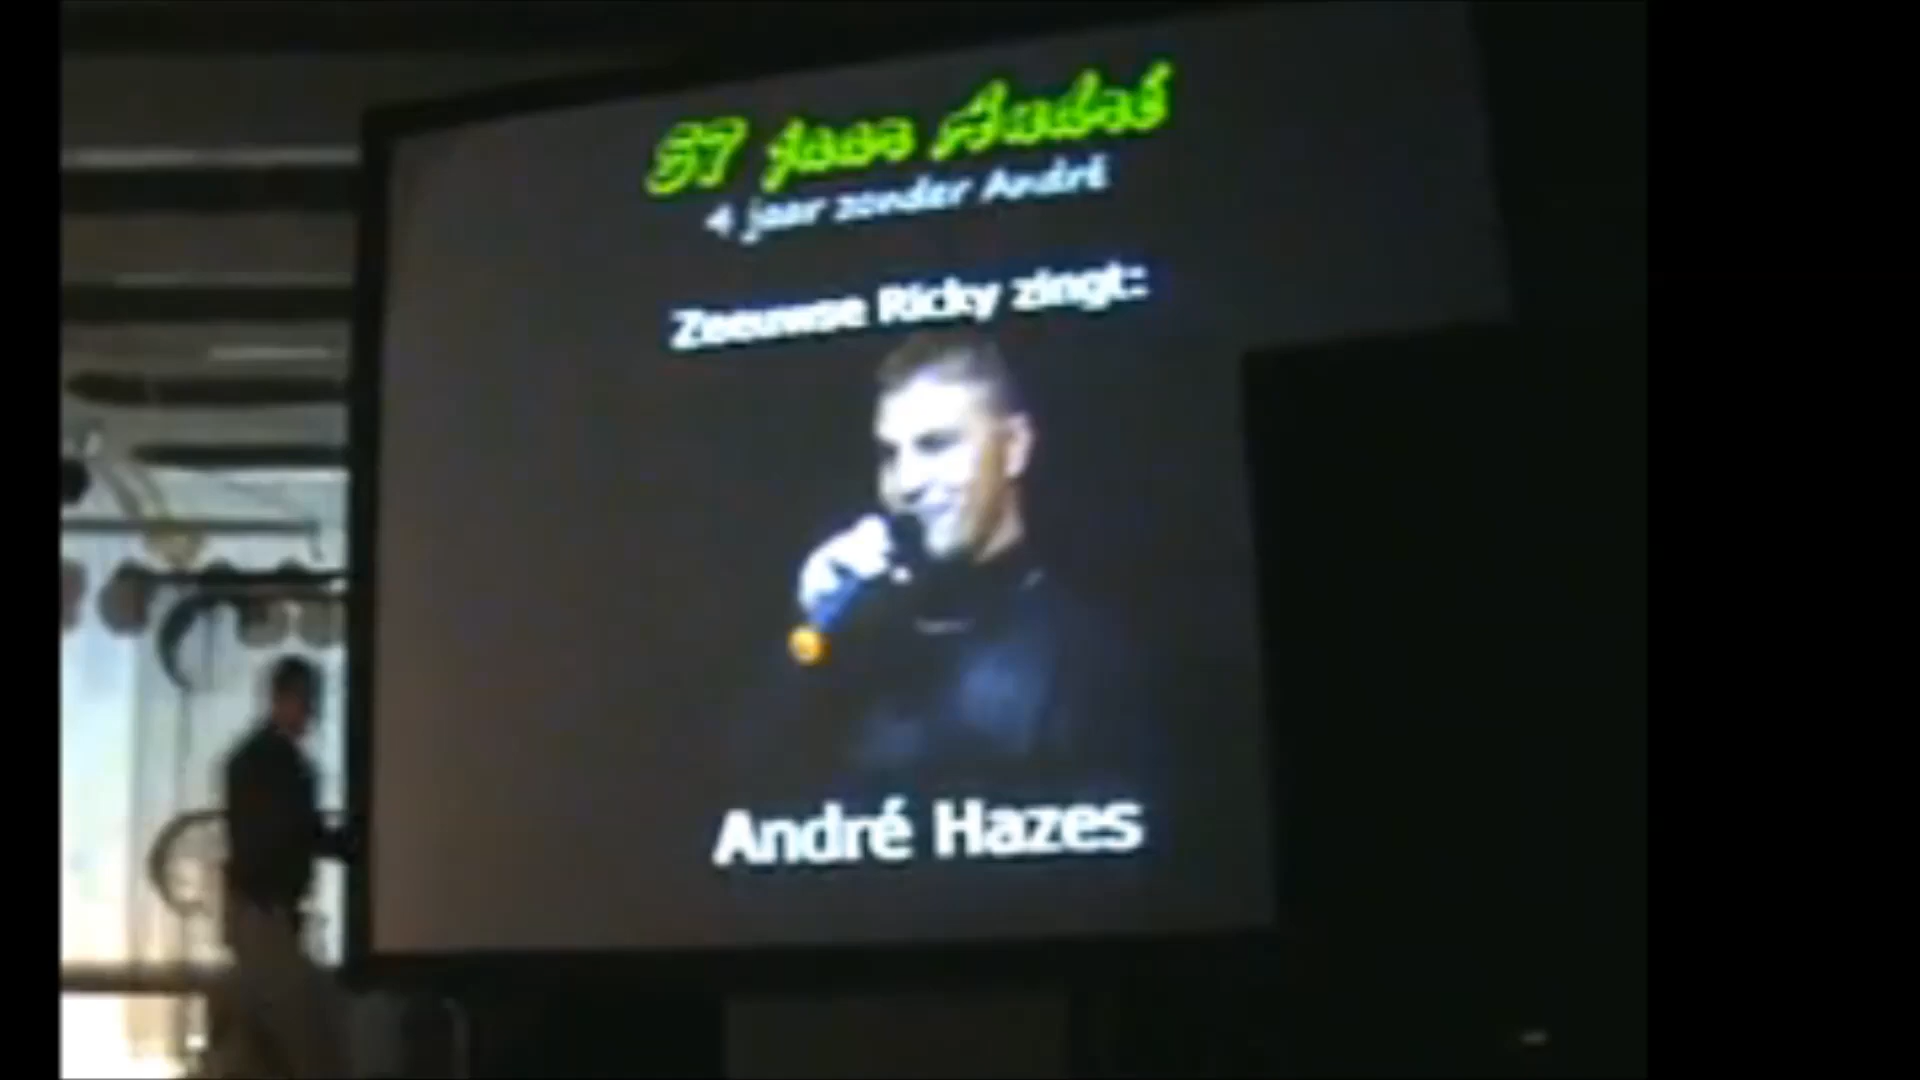 57 jaar André
4 jaar zonder André
Zeeuwse Ricky zingt:
André Hazes